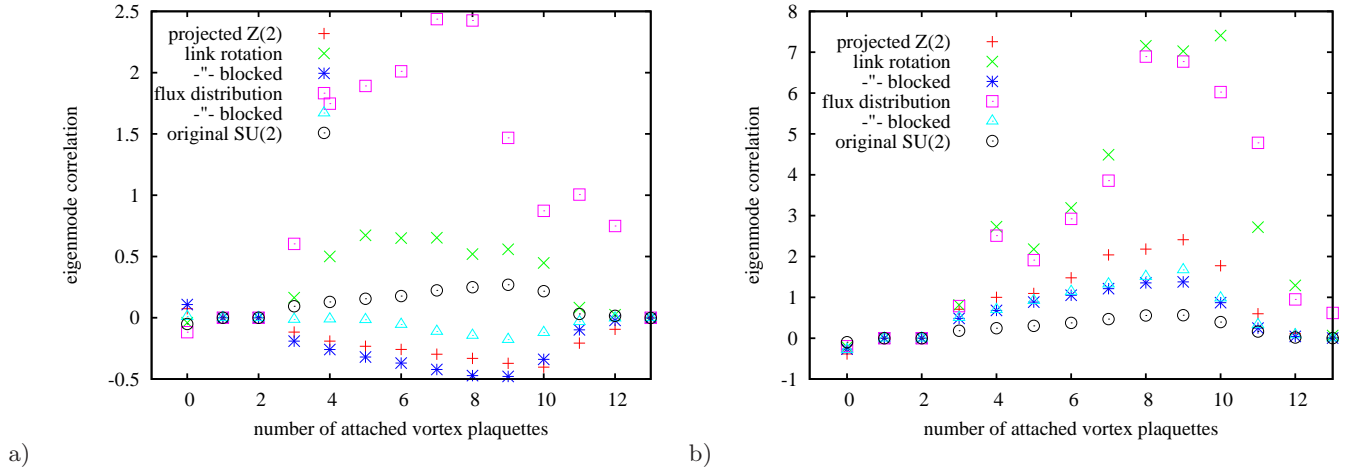 2.5
2
1.5
1
0.5
0
-0.5
eigenmode correlation
projected Z(2)
link rotation
-"- blocked
flux distribution
-"- blocked
original SU(2)
0 2 4 6 8 10 12
number of attached vortex plaquettes
a)
8
7
6
5
4
3
2
1
0
-1
eigenmode correlation
projected Z(2)
link rotation
-"- blocked
flux distribution
-"- blocked
original SU(2)
0 2 4 6 8 10 12
number of attached vortex plaquettes
b)